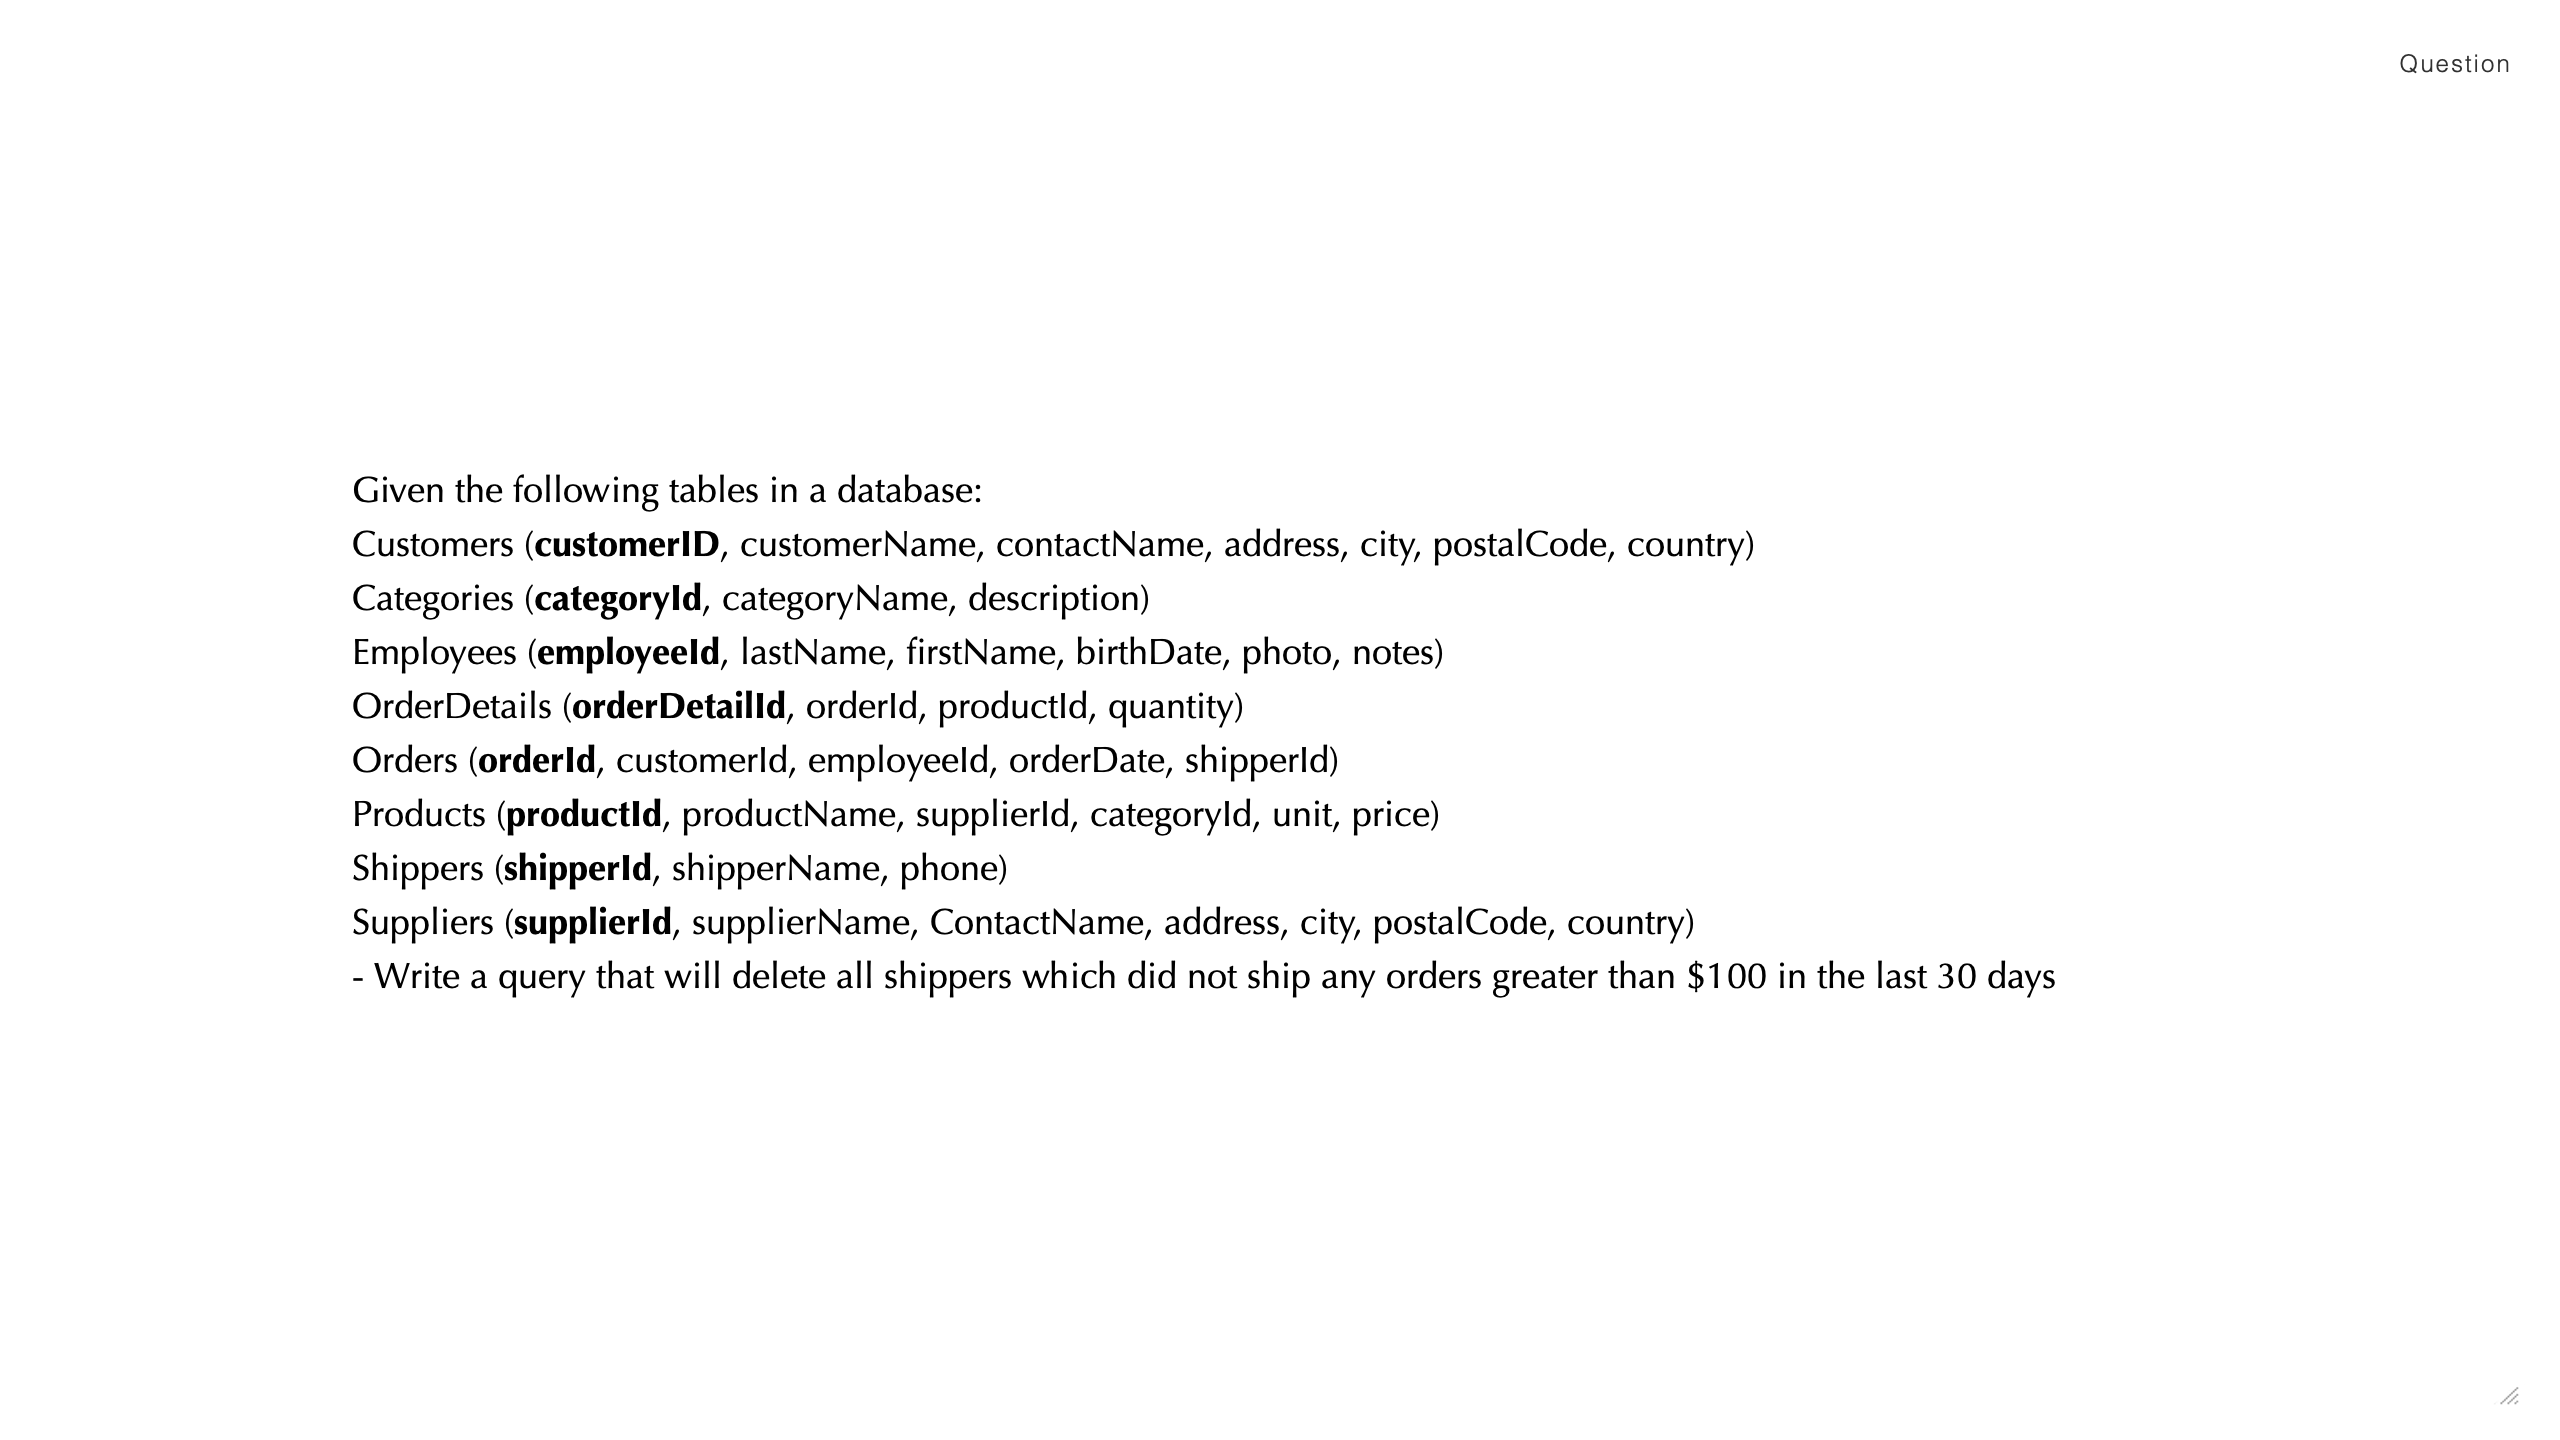 Question
Given the following tables in a database:
Customers (customerID, customerName, contactName, address, city, postalCode, country)
Categories (categoryId, categoryName, description)
Employees (employeeId, lastName, firstName, birthDate, photo, notes)
OrderDetails (orderDetailId, orderId, productId, quantity)
Orders (orderId, customerId, employeeId, orderDate, shipperId)
Products (productId, productName, supplierId, categoryId, unit, price)
Shippers (shipperId, shipperName, phone)
Suppliers (supplierId, supplierName, ContactName, address, city, postalCode, country)
- Write a query that will delete all shippers which did not ship any orders greater than $100 in the last 30 days